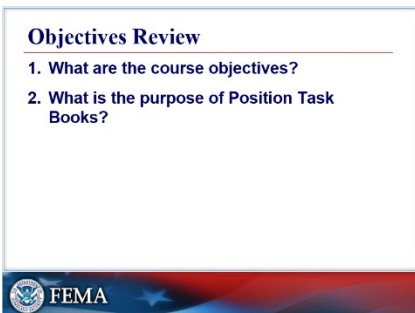 Objectives Review
1. What are the course objectives?
2. What is the purpose of Position Task
Books?
FEMA